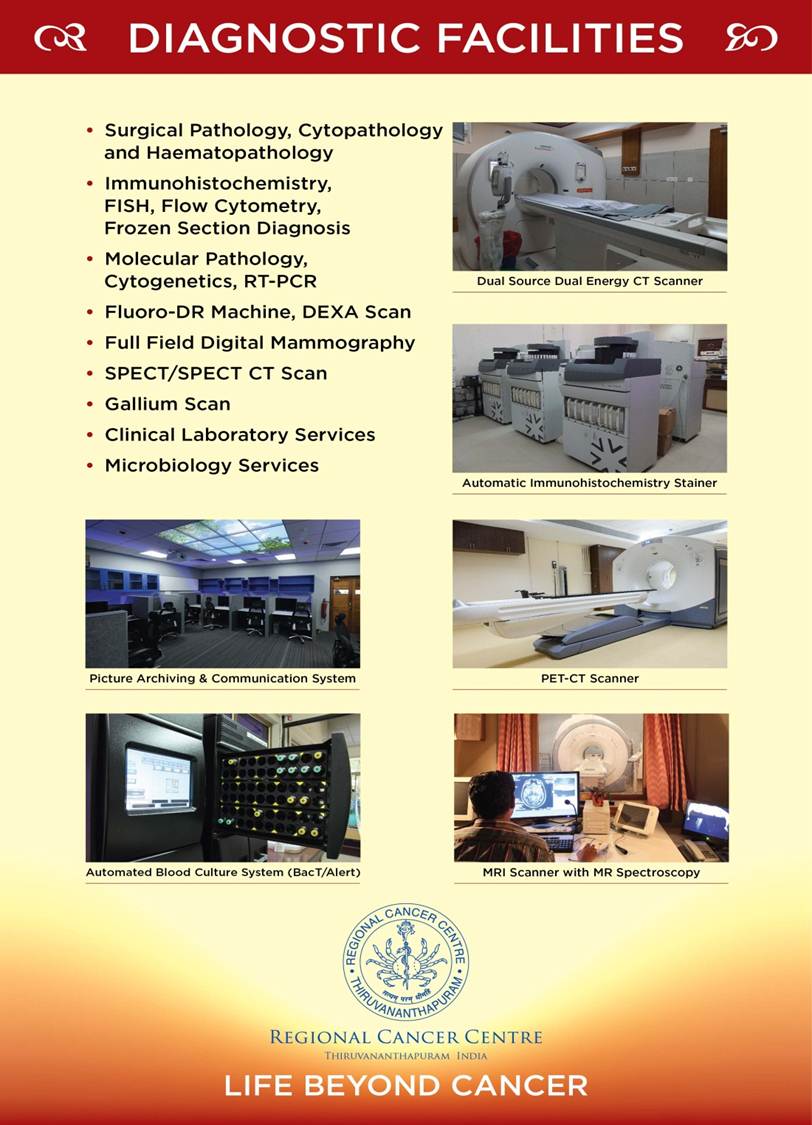 DIAGNOSTIC FACILITIES
• Surgical Pathology, Cytopathology
and Haematopathology
• Immunohistochemistry,
FISH, Flow Cytometry,
Frozen Section Diagnosis
• Molecular Pathology,
Cytogenetics, RT-PCR
• Fluoro-DR Machine, DEXA Scan
• Full Field Digital Mammography
• SPECT/SPECT CT Scan
• Gallium Scan
• Clinical Laboratory Services
• Microbiology Services
Dual Source Dual Energy CT Scanner
Automatic Immunohistochemistry Stainer
Picture Archiving & Communication System
PET-CT Scanner
Automated Blood Culture System (BacT/Alert)
MRI Scanner with MR Spectroscopy
REGIONAL CANCER CENTRE
• THIRUVANANTHAPURAM •
REGIONAL CANCER CENTRE
THIRUVANANTHAPURAM INDIA
LIFE BEYOND CANCER